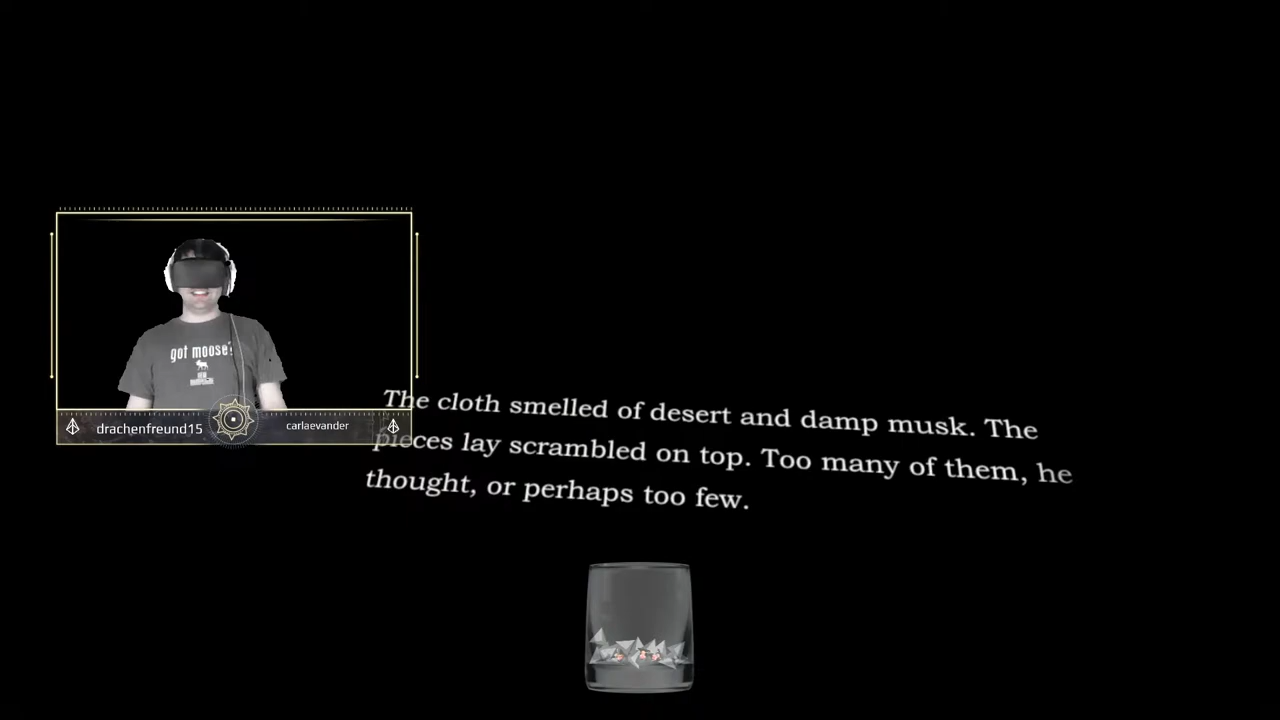 got moose?
drachenfreund15
carlaevander
The cloth smelled of desert and damp musk. The
pieces lay scrambled on top. Too many of them, he
thought, or perhaps too few.